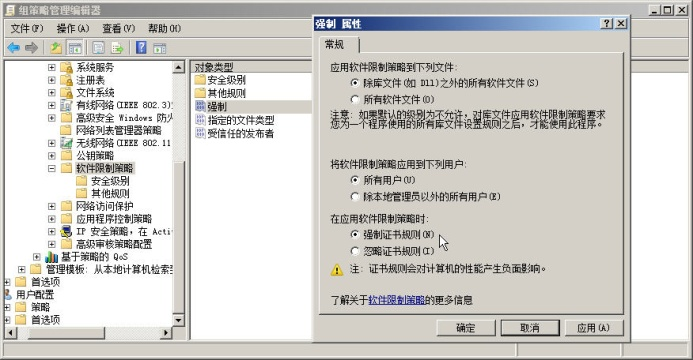 组策略管理编辑器
文件(F) 操作(A) 查看(V) 帮助(H)
系统服务
注册表
文件系统
有线网络(IEEE 802.3)
高级安全 Windows 防火
网络列表管理器策略
无线网络(IEEE 802.11
公钥策略
软件限制策略
安全级别
其他规则
网络访问保护
应用程序控制策略
IP 安全策略，在 Acti
高级审核策略配置
基于策略的 QoS
管理模板: 从本地计算机检索
首选项
用户配置
策略
首选项
对象类型
安全级别
其他规则
强制
指定的文件类型
受信任的发布者
强制 属性
常规
应用软件限制策略到下列文件:
除库文件(如 Dll)之外的所有软件文件(S)
所有软件文件(O)
注意: 如果默认的级别为不允许，对库文件应用软件限制策略要求
您为一个程序使用的所有库文件设置规则之后，才能使用此程序。
将软件限制策略应用到下列用户:
所有用户(U)
除本地管理员以外的所有用户(E)
在应用软件限制策略时:
强制证书规则(N)
忽略证书规则(I)
注: 证书规则会对计算机的性能产生负面影响。
了解关于软件限制策略的更多信息
确定 取消 应用(A)